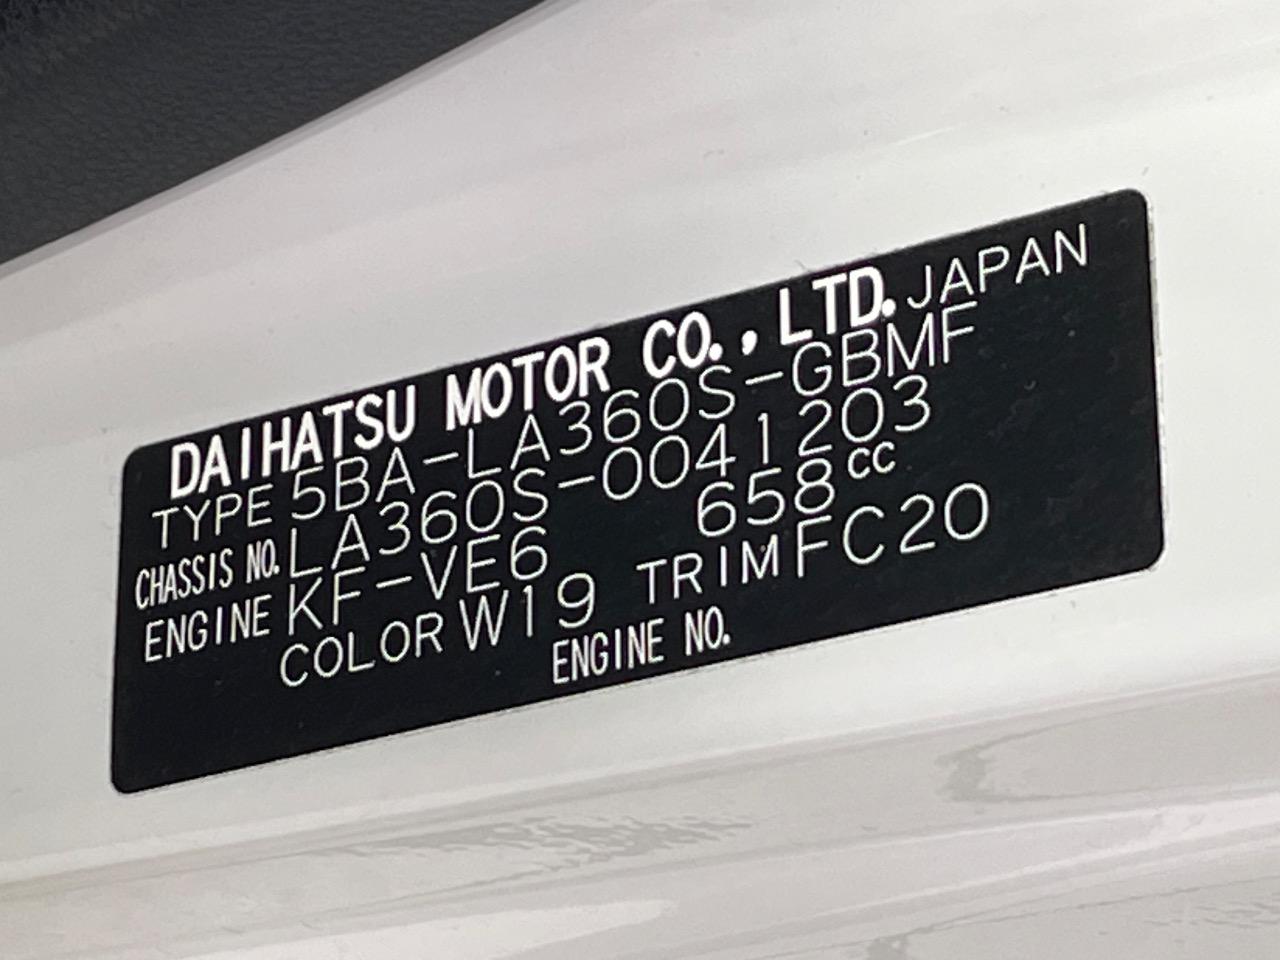 DAIHATSU MOTOR CO., LTD. JAPAN
TYPE 5BA-LA360S-GBMF
CHASSIS NO. LA360S-0041203
ENGINE KF-VE6 658cc
COLOR W19 TRIM FC20
ENGINE NO.